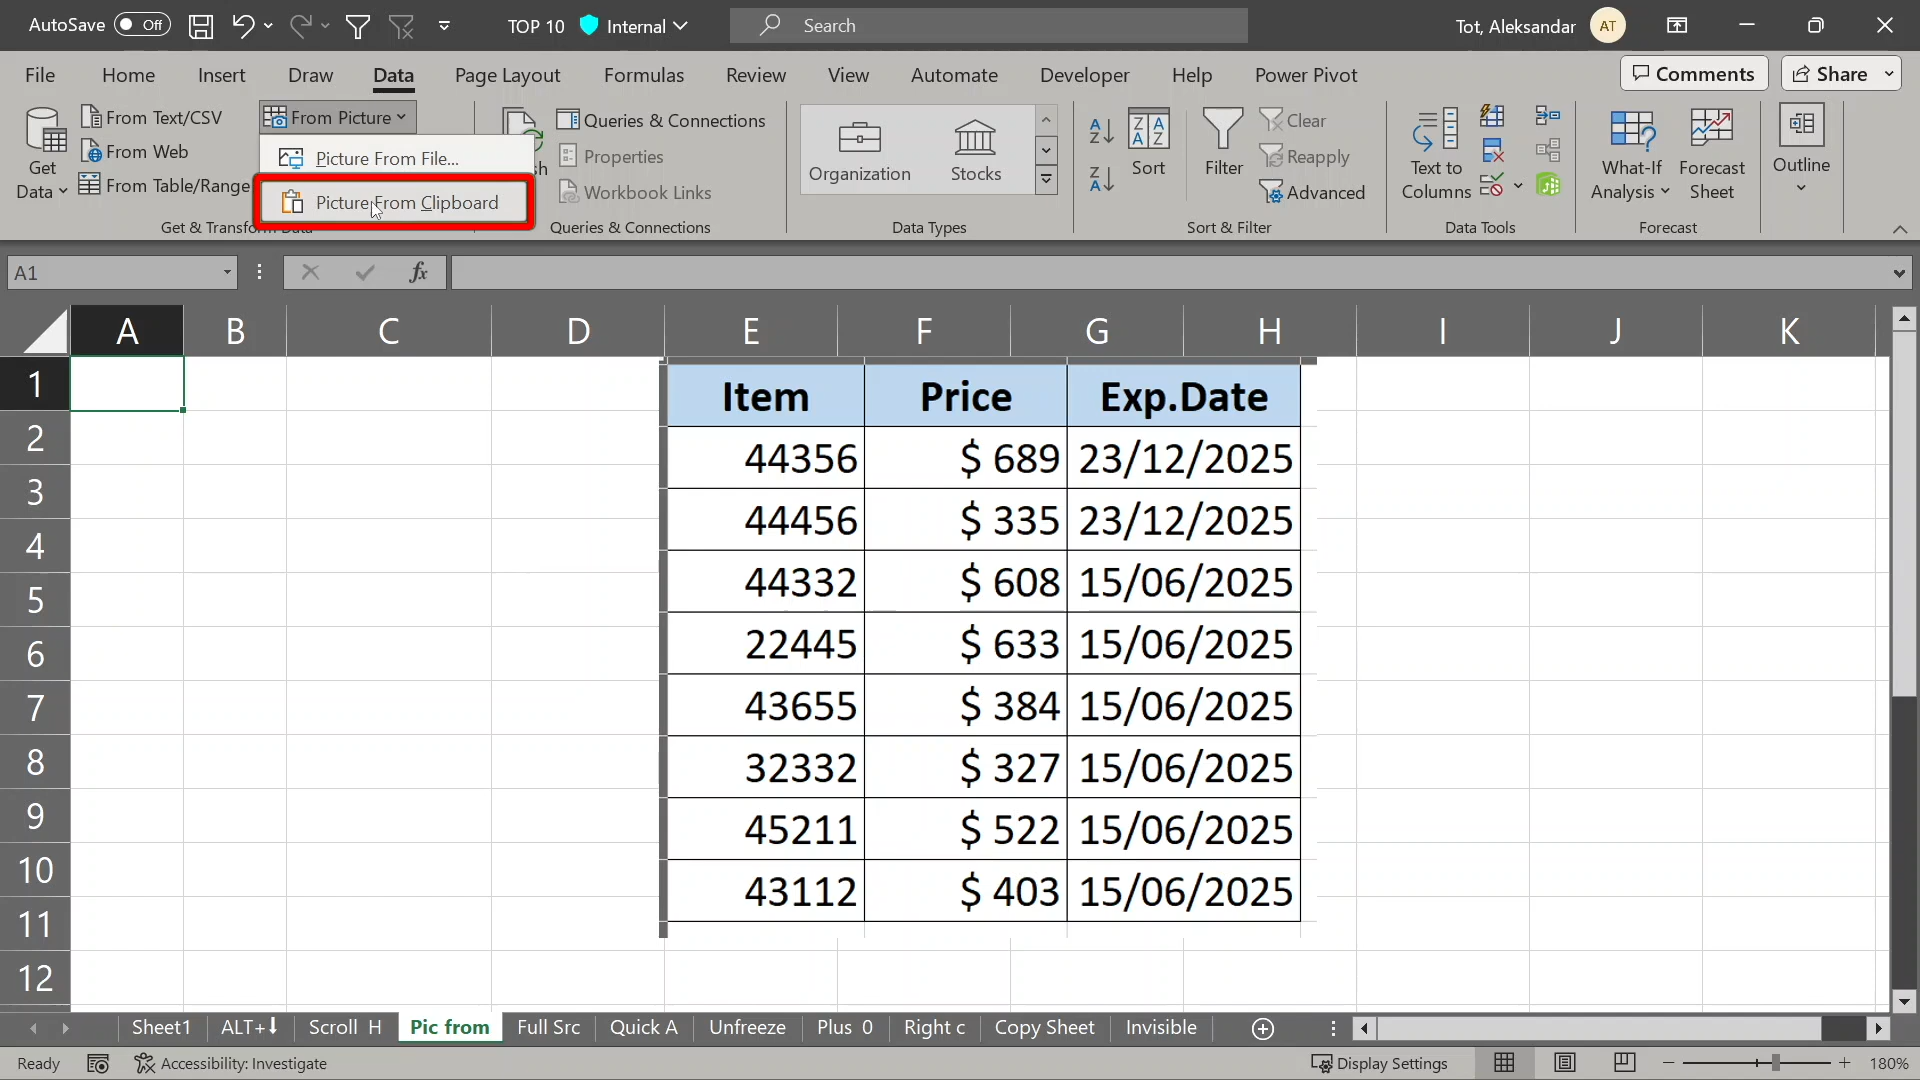 AutoSave Off TOP 10 Internal Search Tot, Aleksandar AT
File Home Insert Draw Data Page Layout Formulas Review View Automate Developer Help Power Pivot Comments Share
Get Data
From Text/CSV
From Web
From Table/Range
From Picture
Picture From File...
Picture From Clipboard
Get & Transform Data
sh
Queries & Connections
Properties
Workbook Links
Queries & Connections
Organization Stocks
Data Types
Sort
Filter
Clear
Reapply
Advanced
Sort & Filter
Text to Columns
Data Tools
What-If Analysis
Forecast Sheet
Forecast
Outline
A1 fx
A B C D E F G H I J K
1
2
3
4
5
6
7
8
9
10
11
12
Item Price Exp.Date
44356 $ 689 23/12/2025
44456 $ 335 23/12/2025
44332 $ 608 15/06/2025
22445 $ 633 15/06/2025
43655 $ 384 15/06/2025
32332 $ 327 15/06/2025
45211 $ 522 15/06/2025
43112 $ 403 15/06/2025
Sheet1 ALT+↓ Scroll H Pic from Full Src Quick A Unfreeze Plus 0 Right c Copy Sheet Invisible
Ready Accessibility: Investigate Display Settings 180%